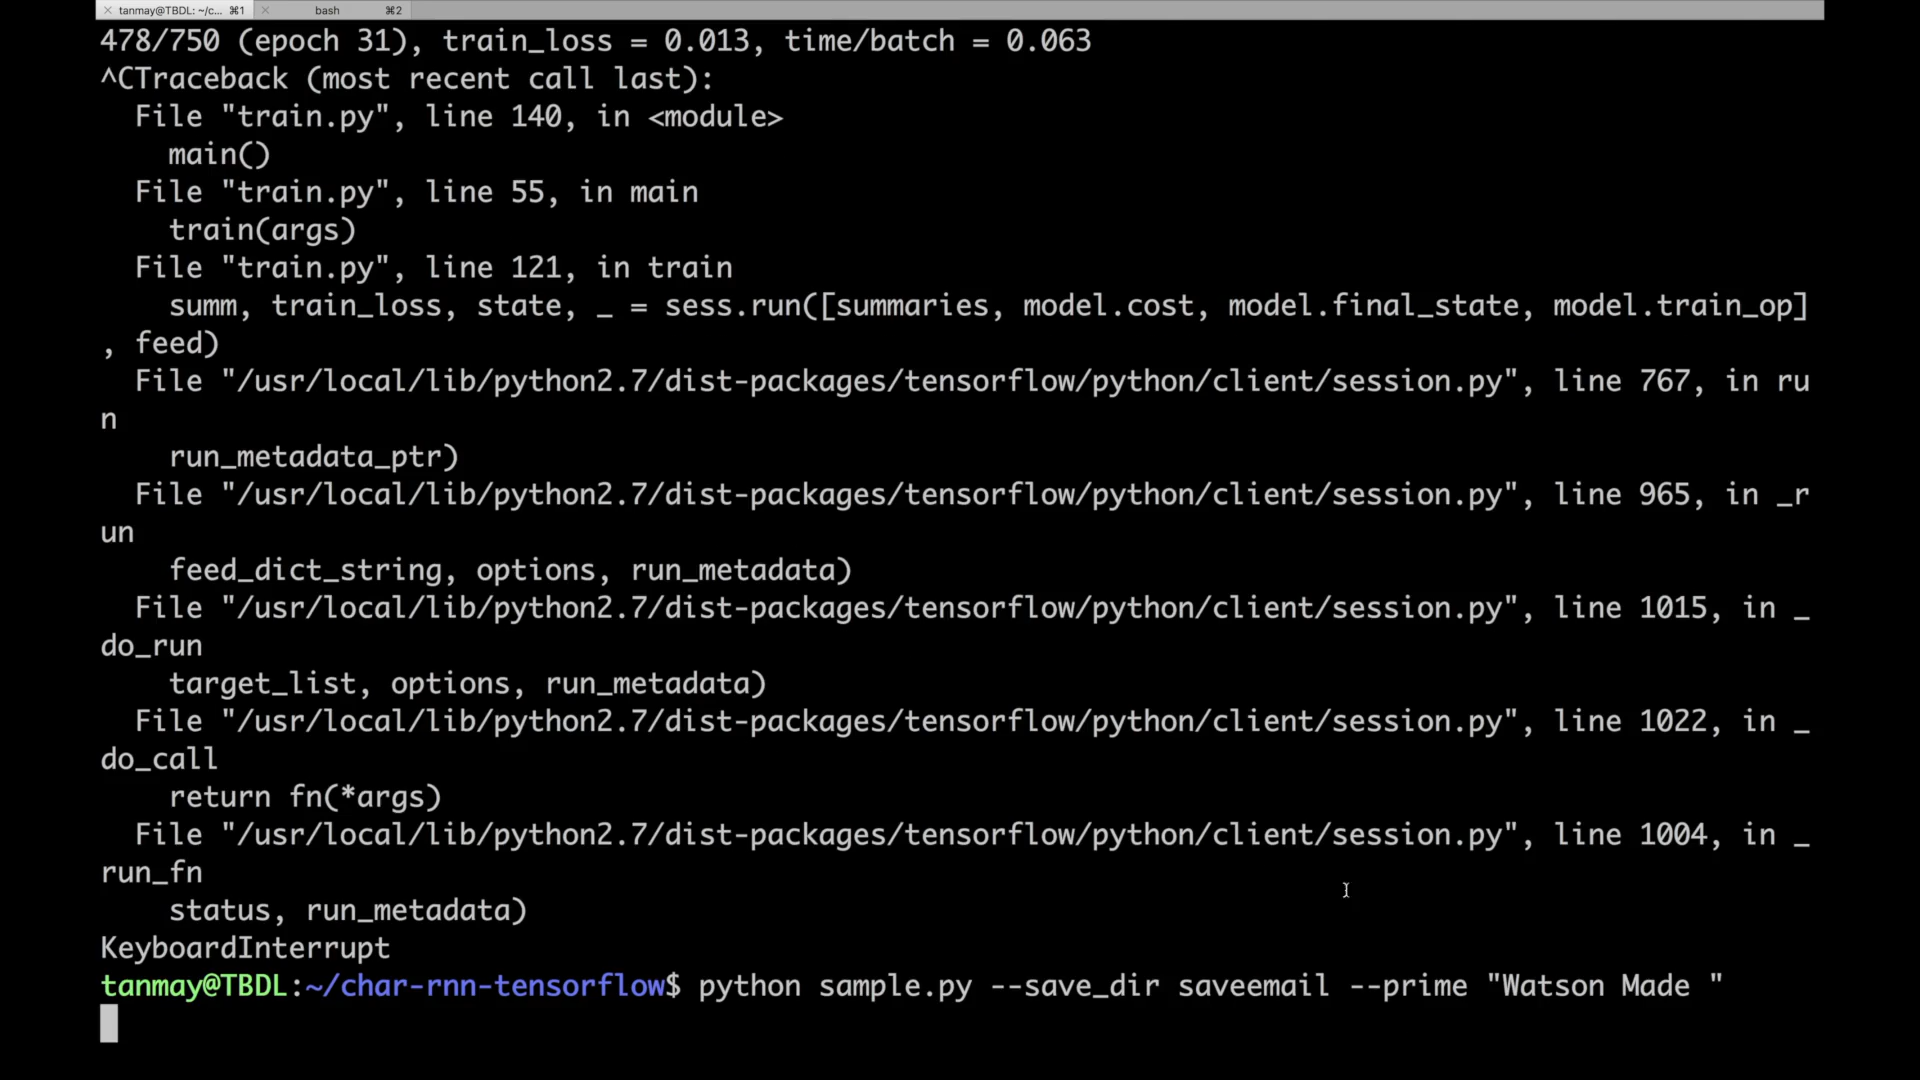 tanmay@TBDL: ~/c... ⌘1 bash ⌘2
478/750 (epoch 31), train_loss = 0.013, time/batch = 0.063
^CTraceback (most recent call last):
  File "train.py", line 140, in <module>
    main()
  File "train.py", line 55, in main
    train(args)
  File "train.py", line 121, in train
    summ, train_loss, state, _ = sess.run([summaries, model.cost, model.final_state, model.train_op]
, feed)
  File "/usr/local/lib/python2.7/dist-packages/tensorflow/python/client/session.py", line 767, in ru
n
    run_metadata_ptr)
  File "/usr/local/lib/python2.7/dist-packages/tensorflow/python/client/session.py", line 965, in _r
un
    feed_dict_string, options, run_metadata)
  File "/usr/local/lib/python2.7/dist-packages/tensorflow/python/client/session.py", line 1015, in _
do_run
    target_list, options, run_metadata)
  File "/usr/local/lib/python2.7/dist-packages/tensorflow/python/client/session.py", line 1022, in _
do_call
    return fn(*args)
  File "/usr/local/lib/python2.7/dist-packages/tensorflow/python/client/session.py", line 1004, in _
run_fn
    status, run_metadata)
KeyboardInterrupt
tanmay@TBDL:~/char-rnn-tensorflow$ python sample.py --save_dir saveemail --prime "Watson Made "